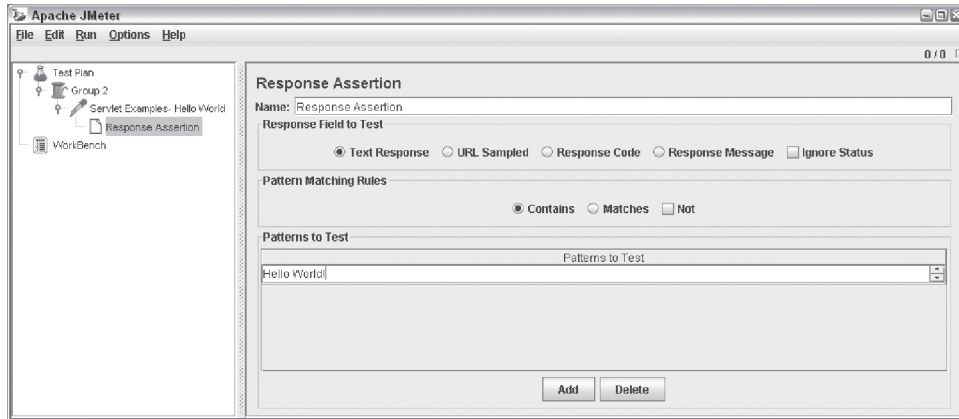 Apache JMeter
File Edit Run Options Help
0 / 0
Test Plan
Group 2
Servlet Examples- Hello World
Response Assertion
WorkBench
Response Assertion
Name: Response Assertion
Response Field to Test
Text Response URL Sampled Response Code Response Message Ignore Status
Pattern Matching Rules
Contains Matches Not
Patterns to Test
Patterns to Test
Hello World!
Add Delete